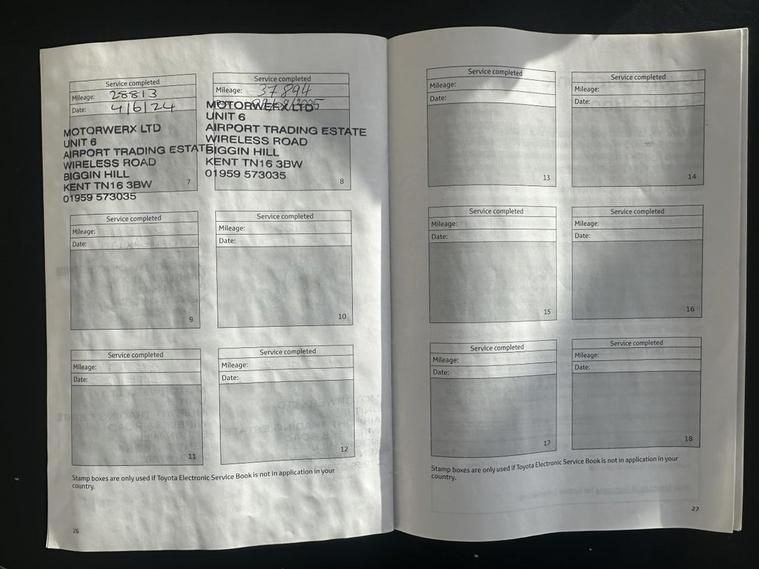 Service completed
Mileage: 28813
Date: 4/6/24
MOTORWERX LTD
UNIT 6
AIRPORT TRADING ESTATE
WIRELESS ROAD
BIGGIN HILL
KENT TN16 3BW
01959 573035
7
Service completed
Mileage: 37894
MOTORWERX LTD
UNIT 6
AIRPORT TRADING ESTATE
WIRELESS ROAD
BIGGIN HILL
KENT TN16 3BW
01959 573035
8
Service completed
Mileage:
Date:
9
Service completed
Mileage:
Date:
10
Service completed
Mileage:
Date:
11
Service completed
Mileage:
Date:
12
Stamp boxes are only used if Toyota Electronic Service Book is not in application in your
country.
26
Service completed
Mileage:
Date:
13
Service completed
Mileage:
Date:
14
Service completed
Mileage:
Date:
15
Service completed
Mileage:
Date:
16
Service completed
Mileage:
Date:
17
Service completed
Mileage:
Date:
18
Stamp boxes are only used if Toyota Electronic Service Book is not in application in your
country.
27